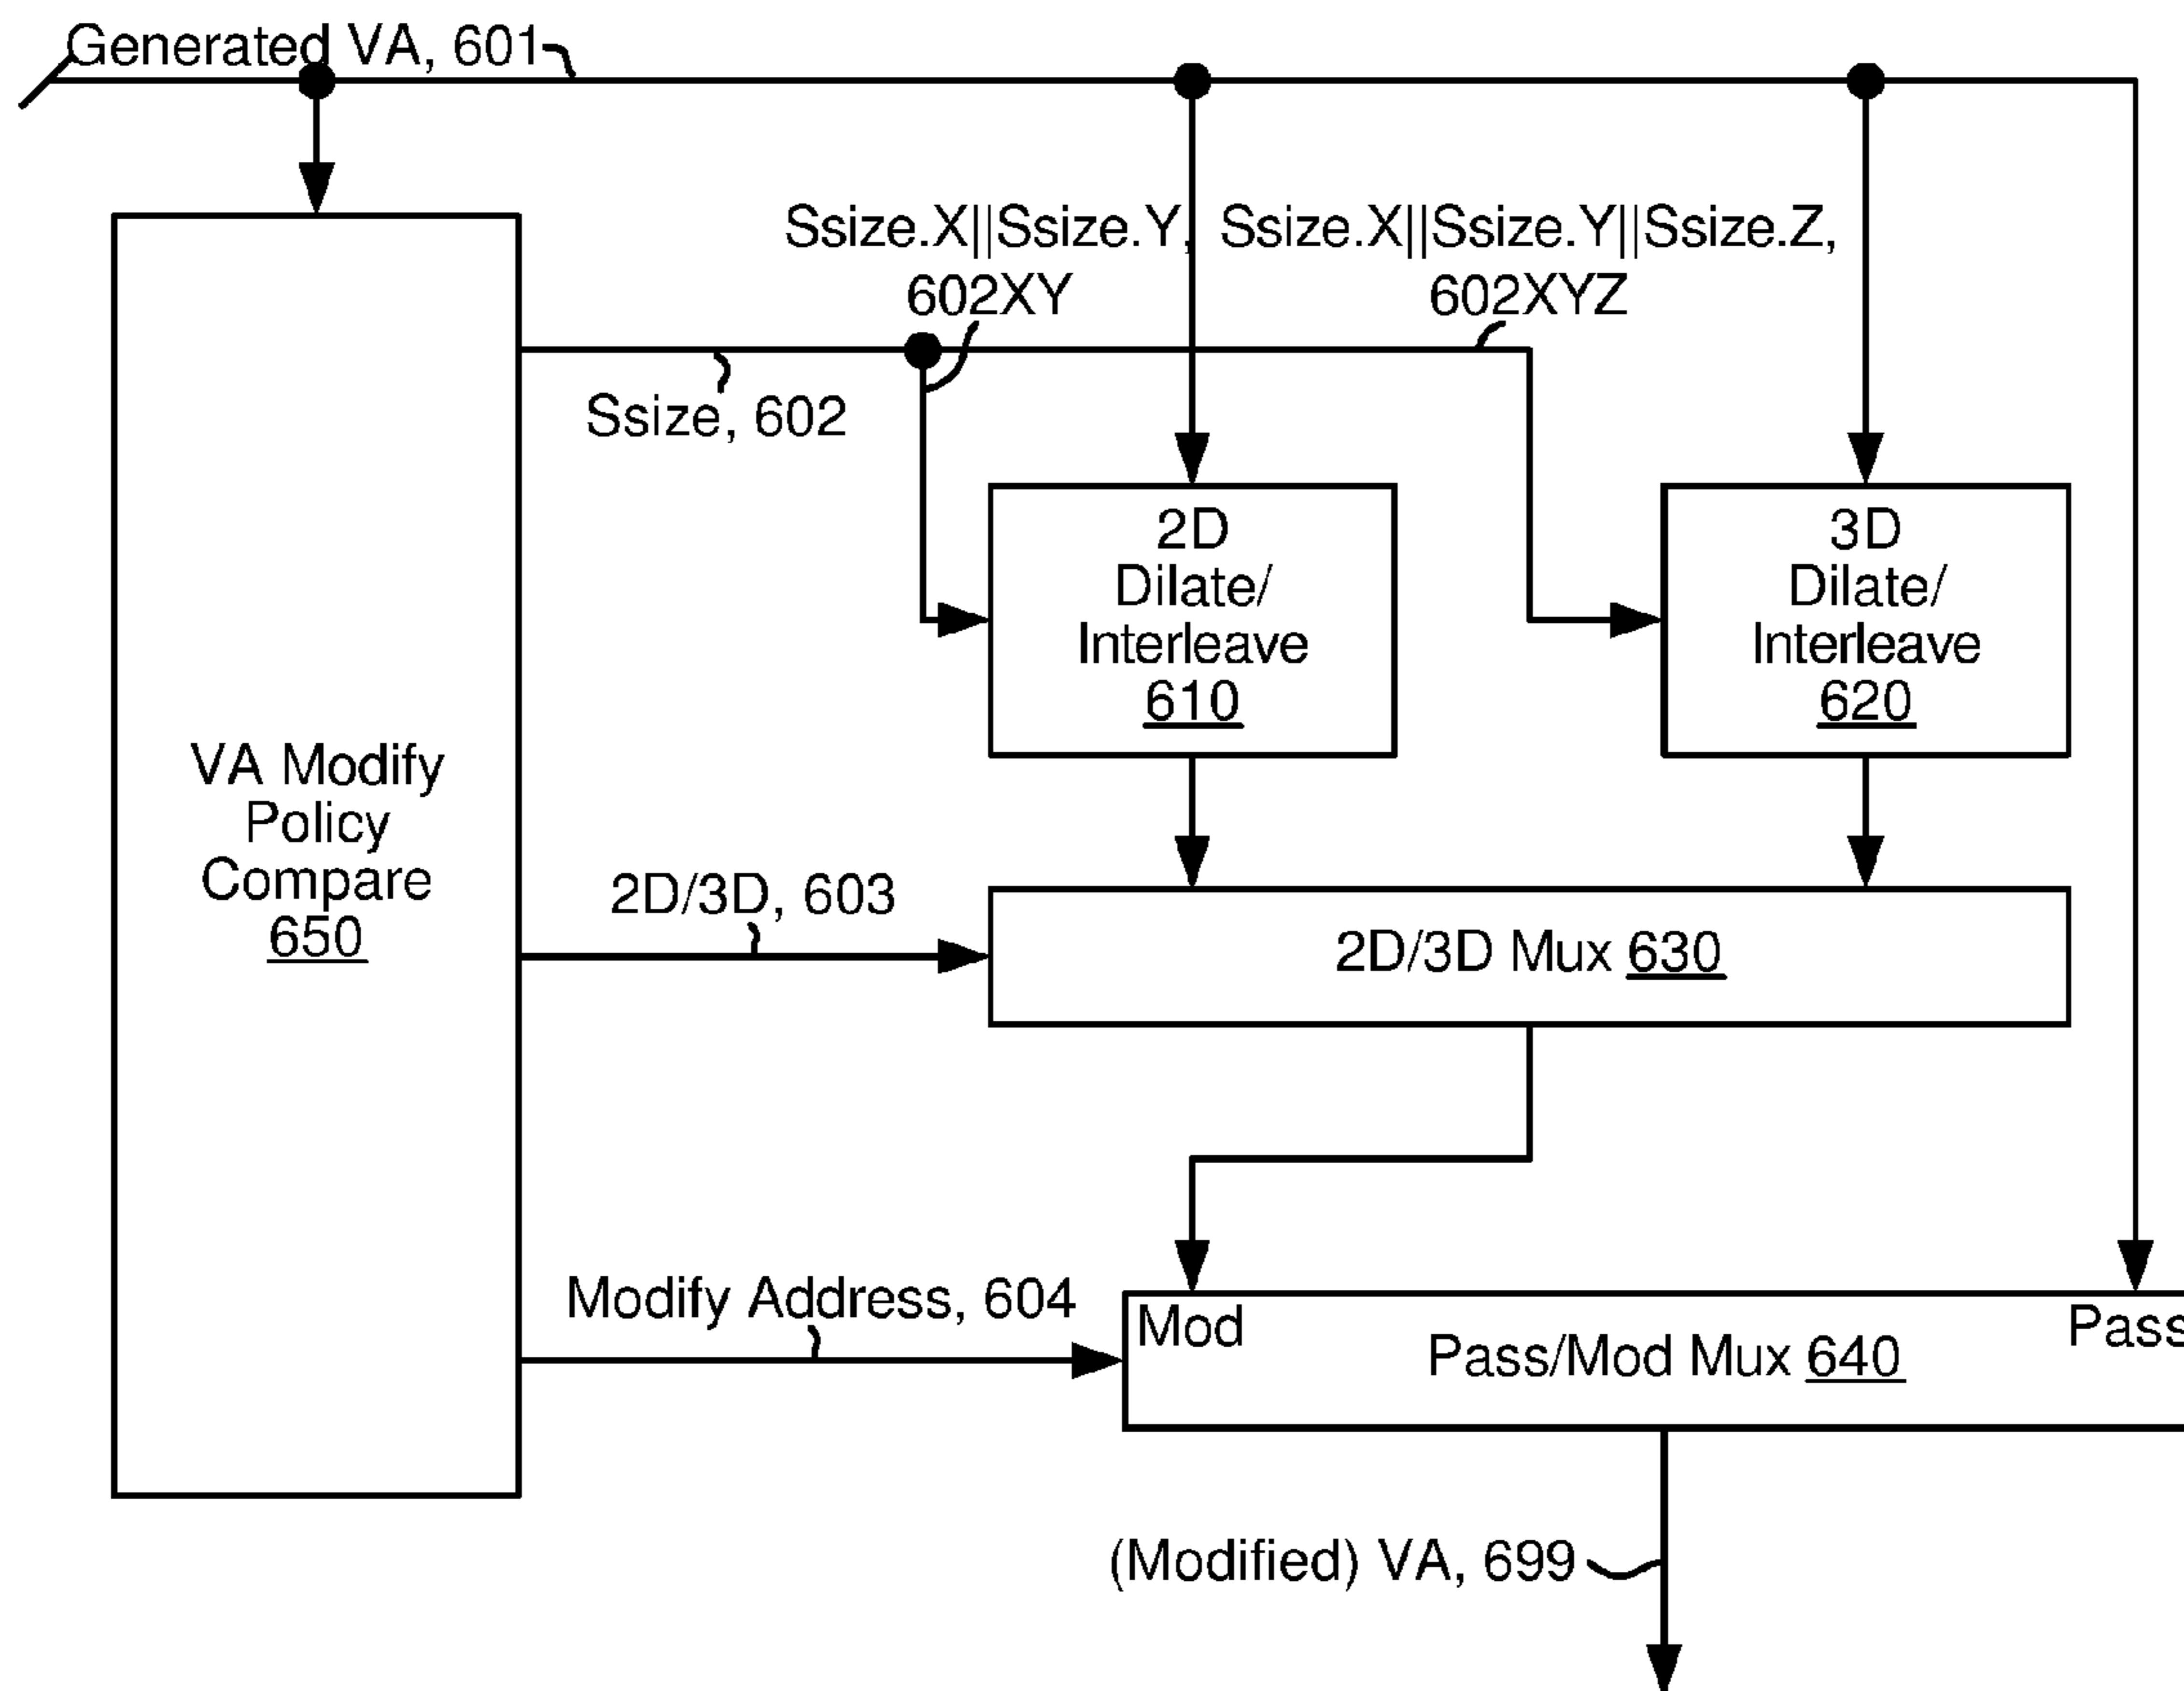 Generated VA, 601
Ssize.X||Ssize.Y, Ssize.X||Ssize.Y||Ssize.Z,
602XY 602XYZ
Ssize, 602
2D
Dilate/
Interleave
610
3D
Dilate/
Interleave
620
VA Modify
Policy
Compare
650
2D/3D, 603
2D/3D Mux 630
Modify Address, 604
Mod
Pass
Pass/Mod Mux 640
(Modified) VA, 699